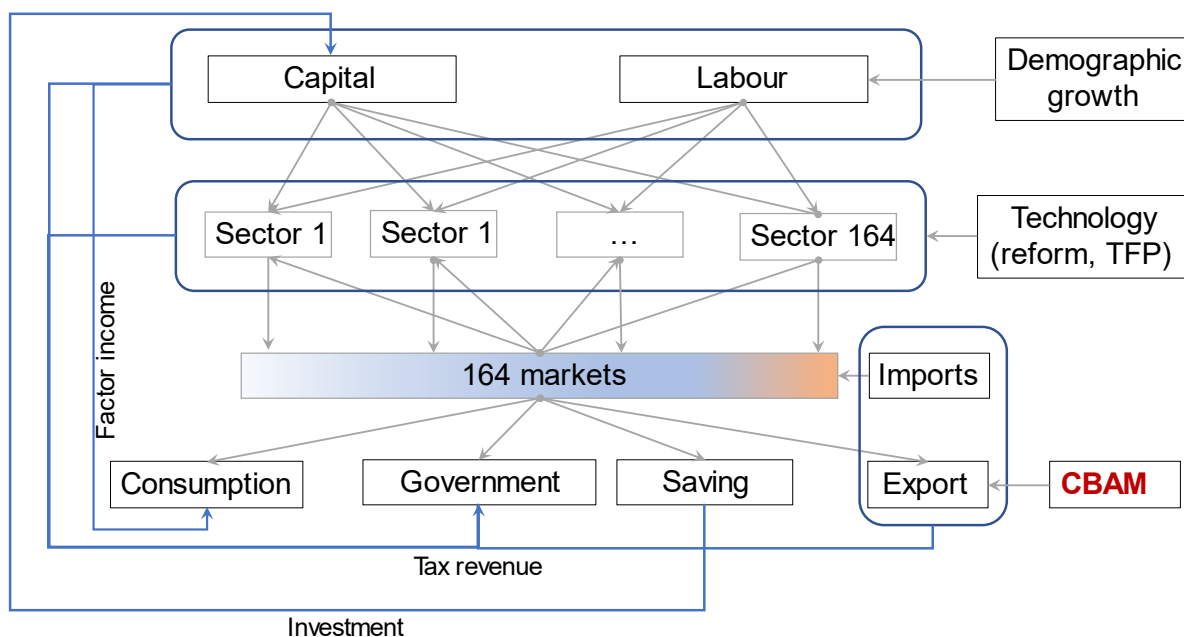 Capital
Labour
Demographic
growth
Sector 1
Sector 1
...
Sector 164
Technology
(reform, TFP)
Factor income
164 markets
Imports
Consumption
Government
Saving
Export
CBAM
Tax revenue
Investment